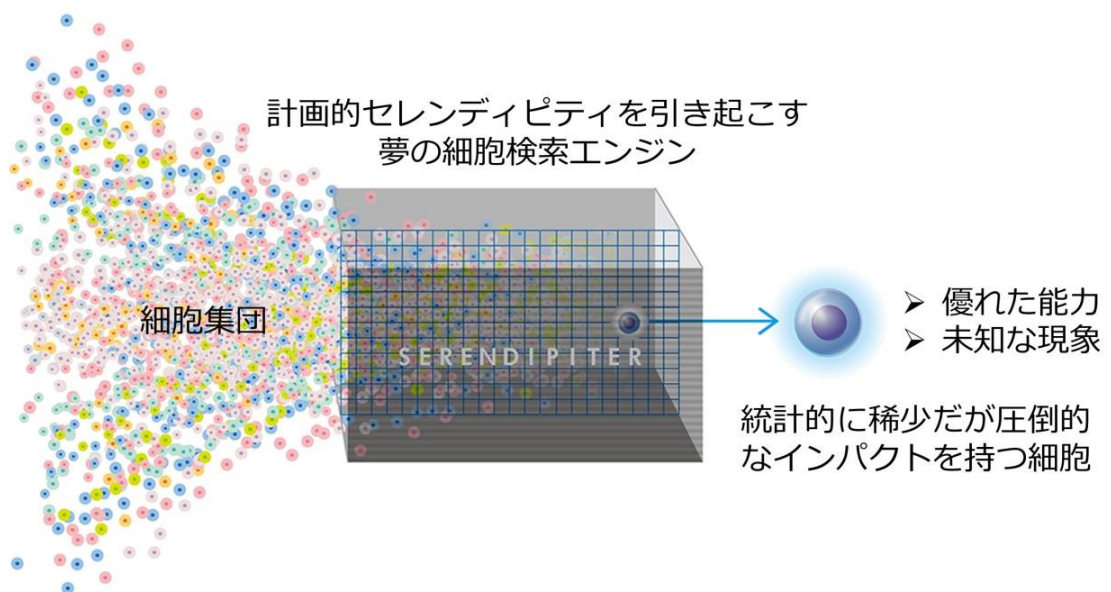 計画的セレンディピティを引き起こす
夢の細胞検索エンジン
細胞集団
SERENDIPITER
➢ 優れた能力
➢ 未知な現象
統計的に稀少だが圧倒的
なインパクトを持つ細胞